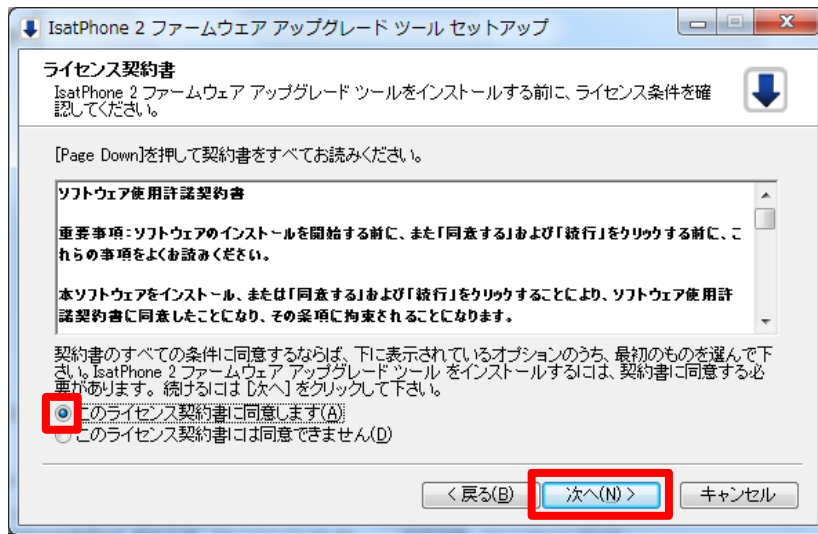 IsatPhone 2 ファームウェア アップグレード ツール セットアップ
ライセンス契約書
IsatPhone 2 ファームウェア アップグレード ツールをインストールする前に、ライセンス条件を確
認してください。
[Page Down]を押して契約書をすべてお読みください。
ソフトウェア使用許諾契約書
重要事項：ソフトウェアのインストールを開始する前に、また「同意する」および「続行」をクリックする前に、こ
れらの事項をよくお読みください。
本ソフトウェアをインストール、または「同意する」および「続行」をクリックすることにより、ソフトウェア使用許
諾契約書に同意したことになり、その条項に拘束されることになります。
契約書のすべての条件に同意するならば、下に表示されているオプションのうち、最初のものを選んで下
さい。IsatPhone 2 ファームウェア アップグレード ツール をインストールするには、契約書に同意する必
要があります。 続けるには [次へ] をクリックして下さい。
このライセンス契約書に同意します(A)
このライセンス契約書には同意できません(D)
< 戻る(B)
次へ(N) >
キャンセル